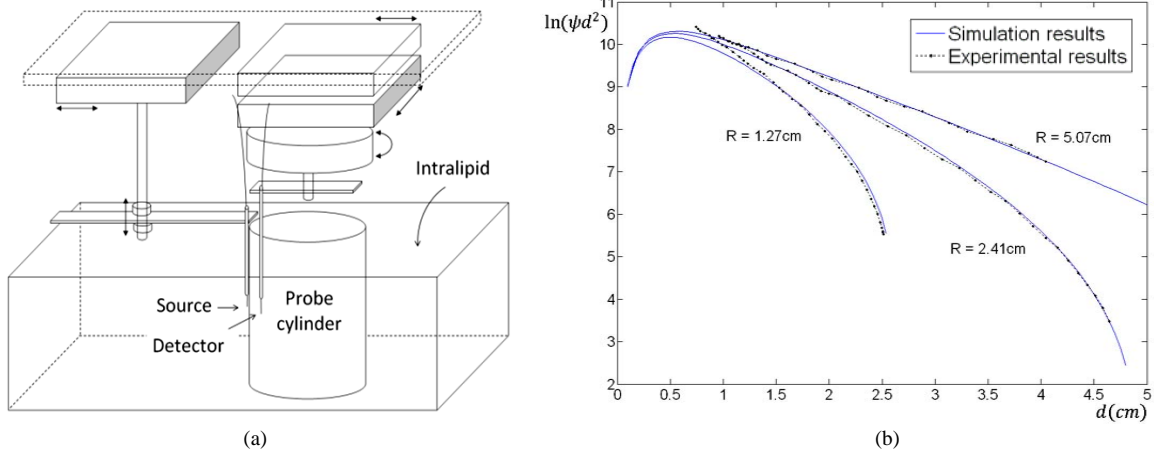 Intralipid
Source
Detector
Probe
cylinder
(a)
ln(ψd²)
11
10
9
8
7
6
5
4
3
2
0
0.5
1
1.5
2
2.5
3
3.5
4
4.5
5
d(cm)
Simulation results
Experimental results
R = 1.27cm
R = 5.07cm
R = 2.41cm
(b)